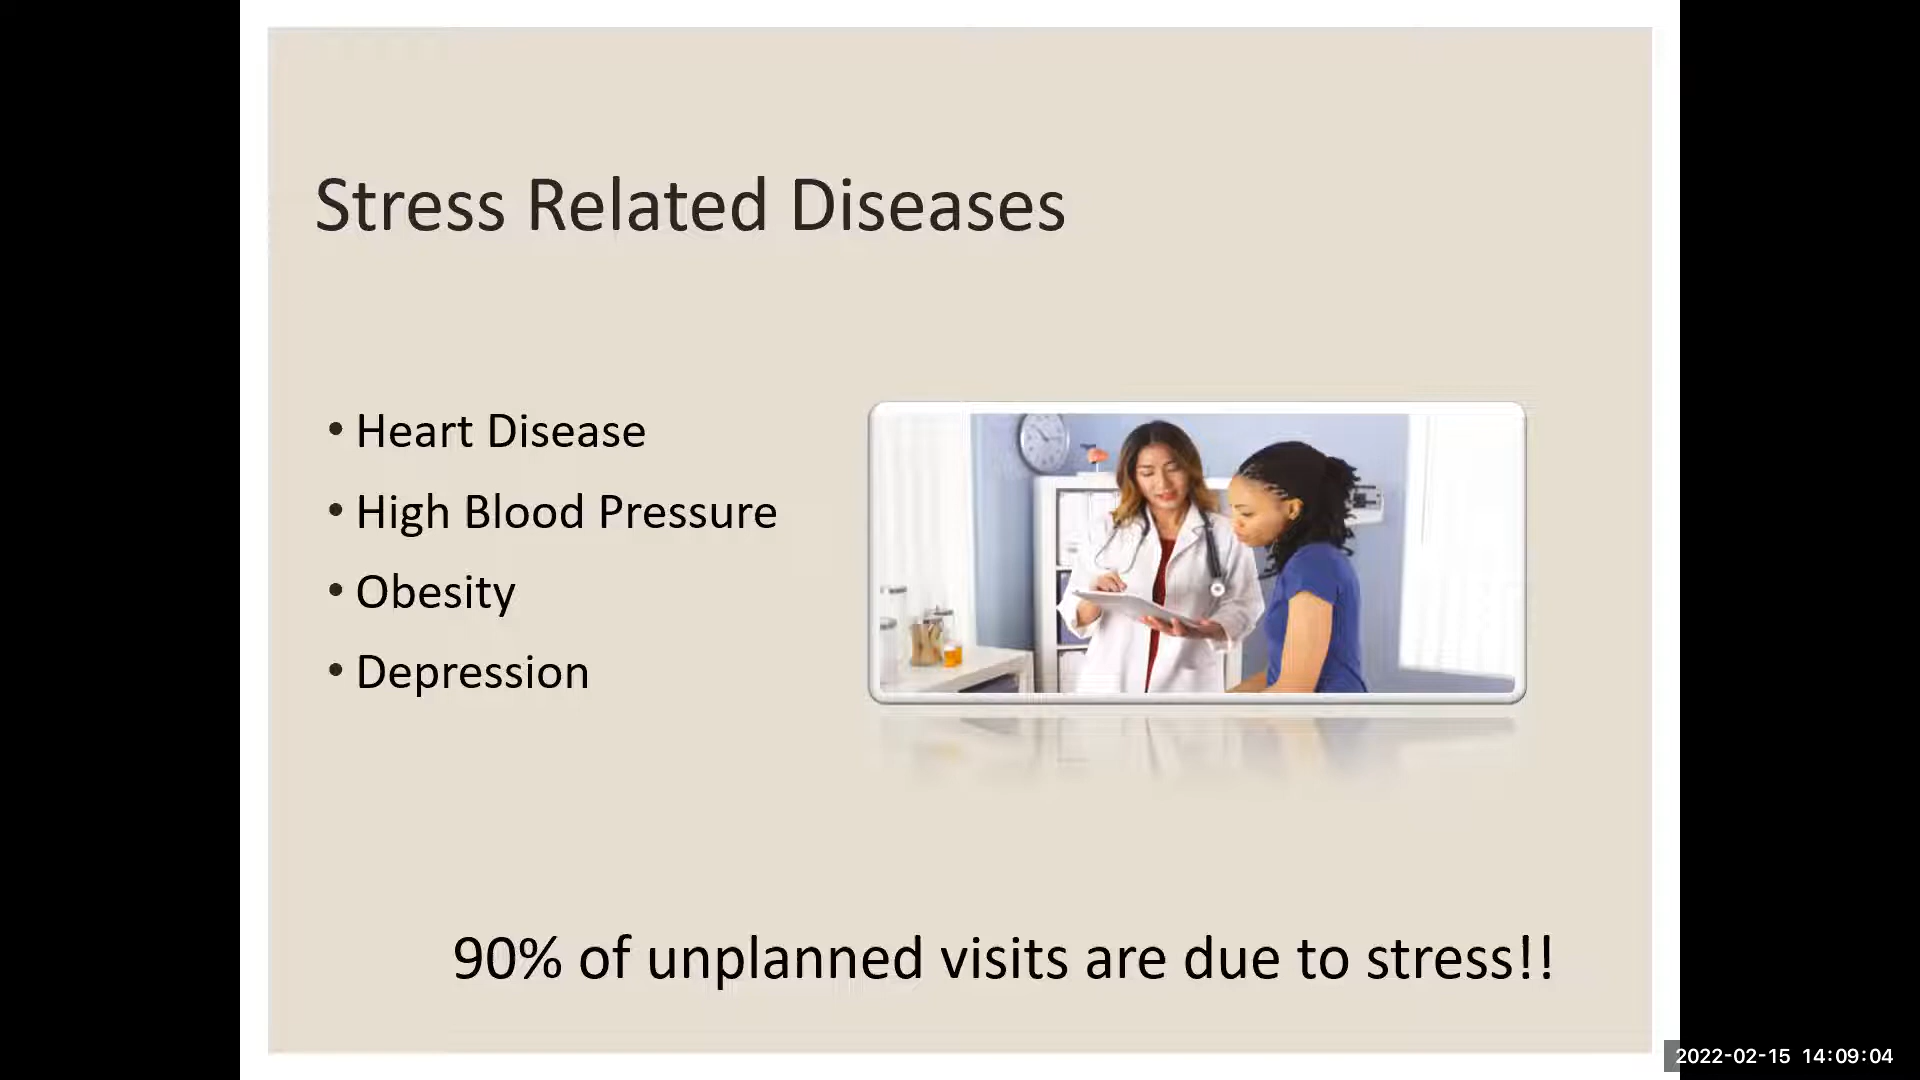 Stress Related Diseases
• Heart Disease
• High Blood Pressure
• Obesity
• Depression
90% of unplanned visits are due to stress!!
2022-02-15 14:09:04